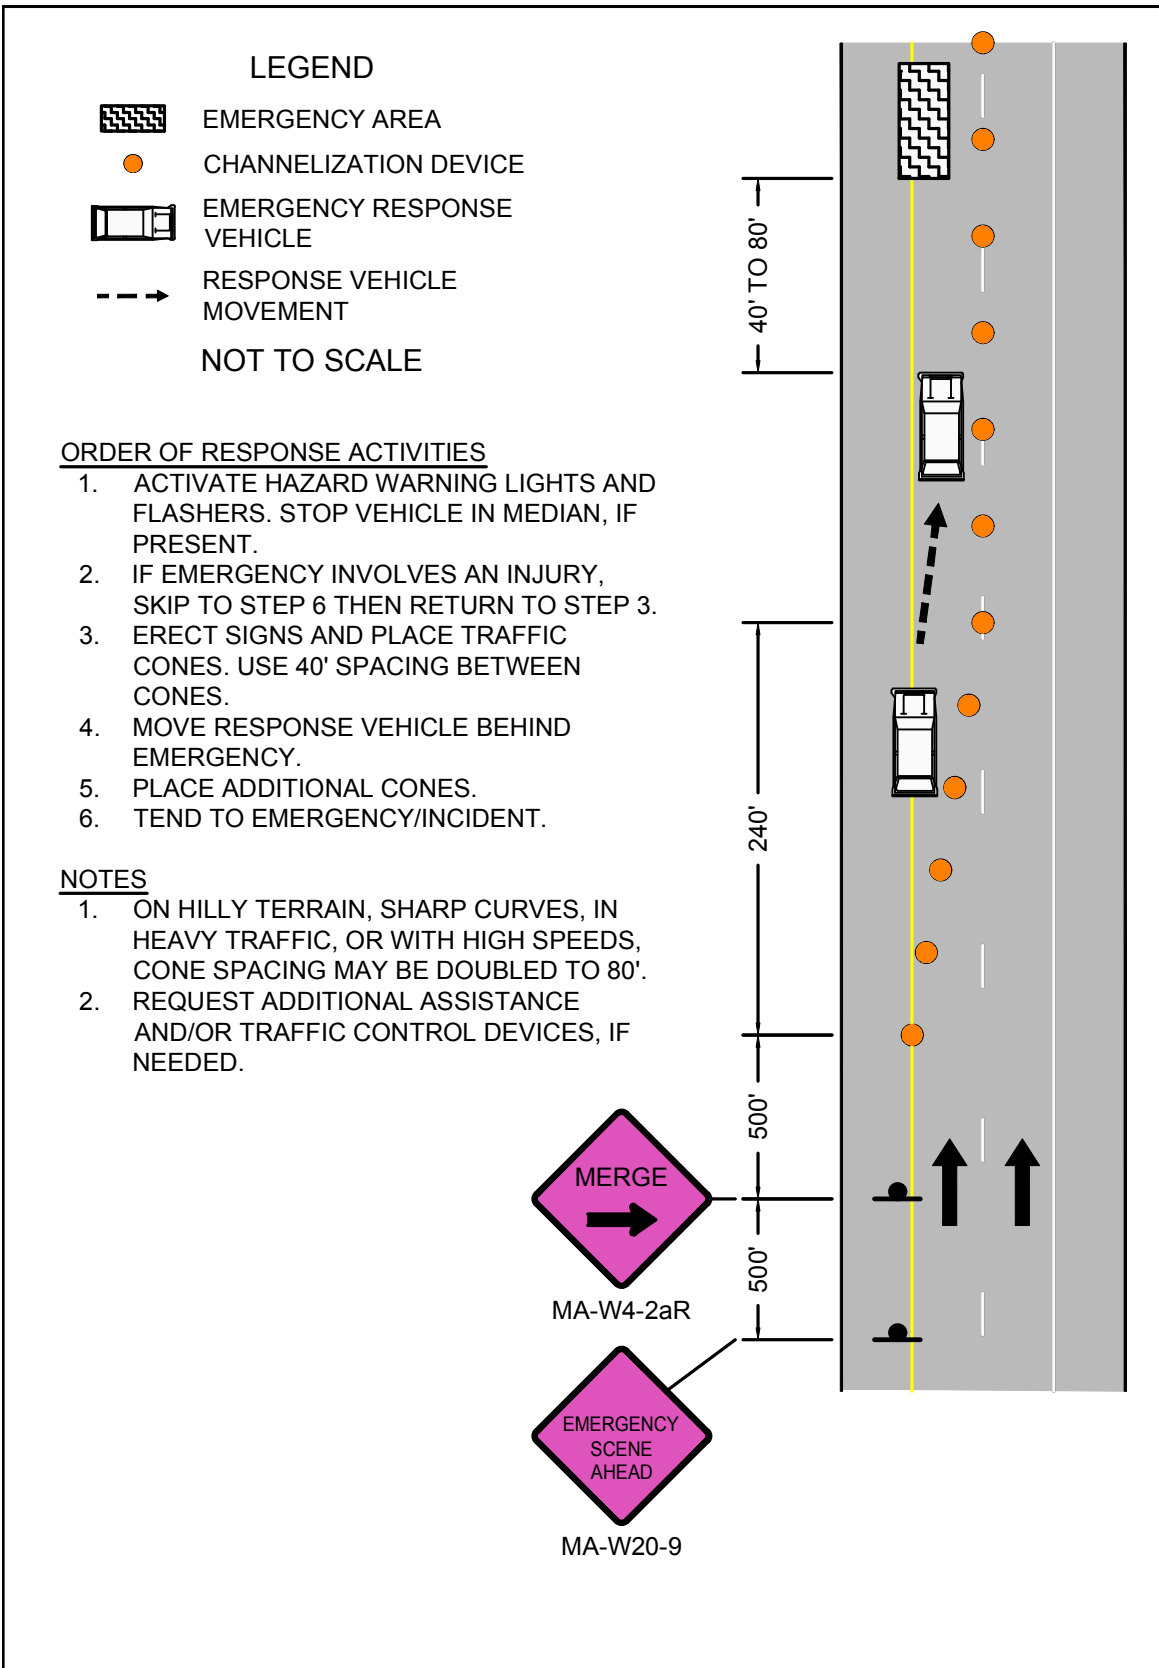 LEGEND
EMERGENCY AREA
CHANNELIZATION DEVICE
EMERGENCY RESPONSE
VEHICLE
RESPONSE VEHICLE
MOVEMENT
NOT TO SCALE
ORDER OF RESPONSE ACTIVITIES
1. ACTIVATE HAZARD WARNING LIGHTS AND
FLASHERS. STOP VEHICLE IN MEDIAN, IF
PRESENT.
2. IF EMERGENCY INVOLVES AN INJURY,
SKIP TO STEP 6 THEN RETURN TO STEP 3.
3. ERECT SIGNS AND PLACE TRAFFIC
CONES. USE 40' SPACING BETWEEN
CONES.
4. MOVE RESPONSE VEHICLE BEHIND
EMERGENCY.
5. PLACE ADDITIONAL CONES.
6. TEND TO EMERGENCY/INCIDENT.
NOTES
1. ON HILLY TERRAIN, SHARP CURVES, IN
HEAVY TRAFFIC, OR WITH HIGH SPEEDS,
CONE SPACING MAY BE DOUBLED TO 80'.
2. REQUEST ADDITIONAL ASSISTANCE
AND/OR TRAFFIC CONTROL DEVICES, IF
NEEDED.
40' TO 80'
240'
500'
500'
MERGE
MA-W4-2aR
EMERGENCY
SCENE
AHEAD
MA-W20-9